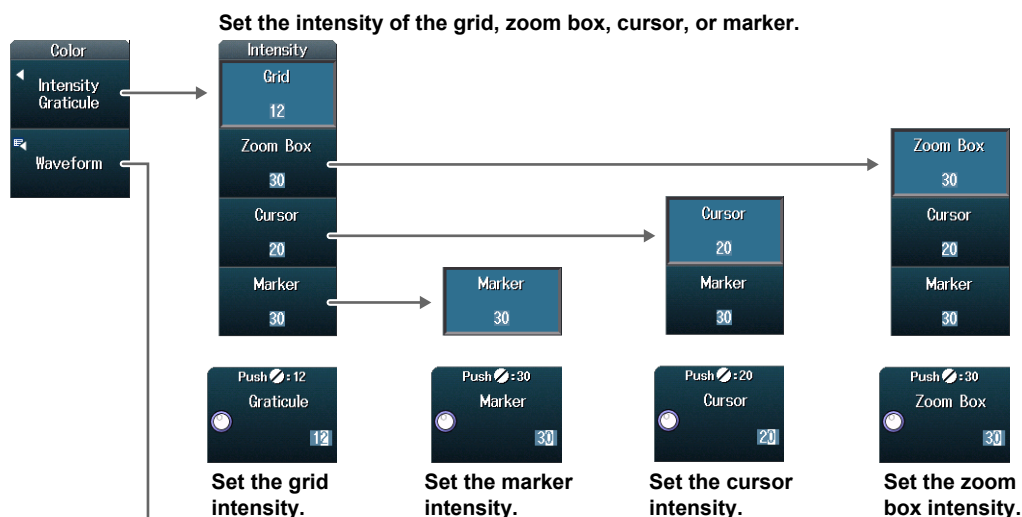 Set the intensity of the grid, zoom box, cursor, or marker.
Color
Intensity
Graticule
Waveform
Intensity
Grid
12
Zoom Box
30
Cursor
20
Marker
30
Marker
30
Cursor
20
Marker
30
Zoom Box
30
Cursor
20
Marker
30
Push :12
Graticule
12
Set the grid
intensity.
Push :30
Marker
30
Set the marker
intensity.
Push :20
Cursor
20
Set the cursor
intensity.
Push :30
Zoom Box
30
Set the zoom
box intensity.